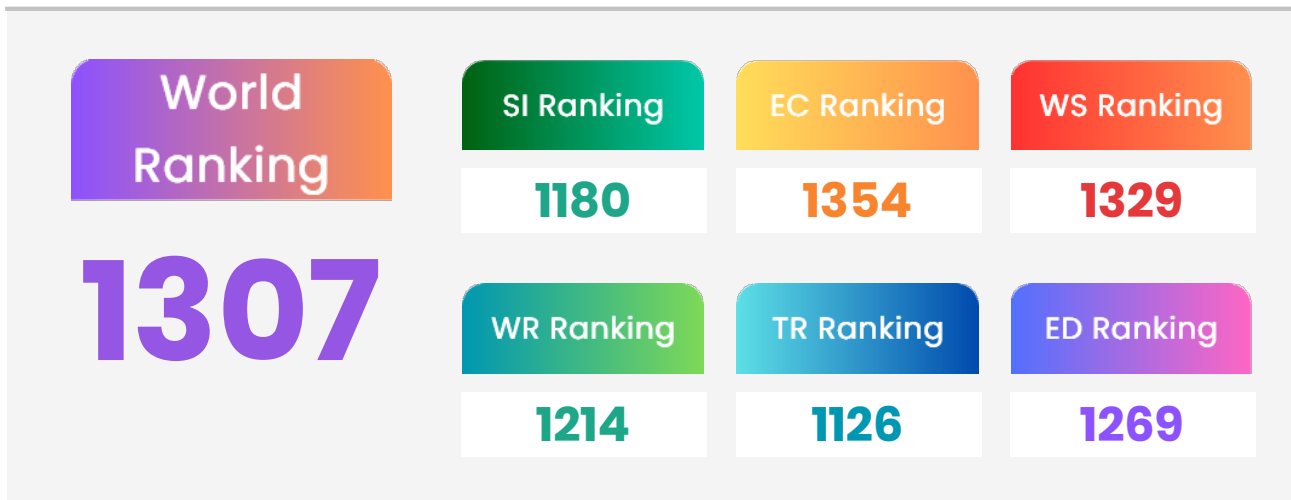 World
Ranking
1307
SI Ranking
1180
EC Ranking
1354
WS Ranking
1329
WR Ranking
1214
TR Ranking
1126
ED Ranking
1269